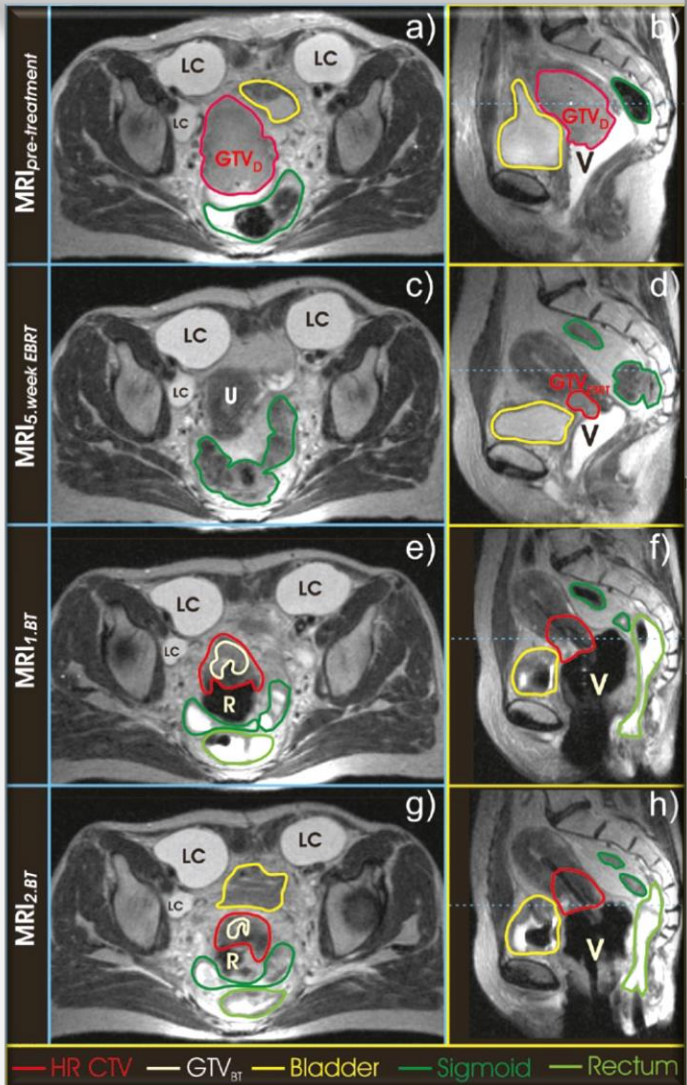 MRIpre-treatment
a)
LC
LC
LC
GTVD
b)
GTVD
V
MRI5.week EBRT
c)
LC
LC
LC
U
d)
V
MRI1.BT
e)
LC
LC
LC
R
f)
V
MRI2.BT
g)
LC
LC
LC
R
h)
V
HR CTV GTVBT Bladder Sigmoid Rectum